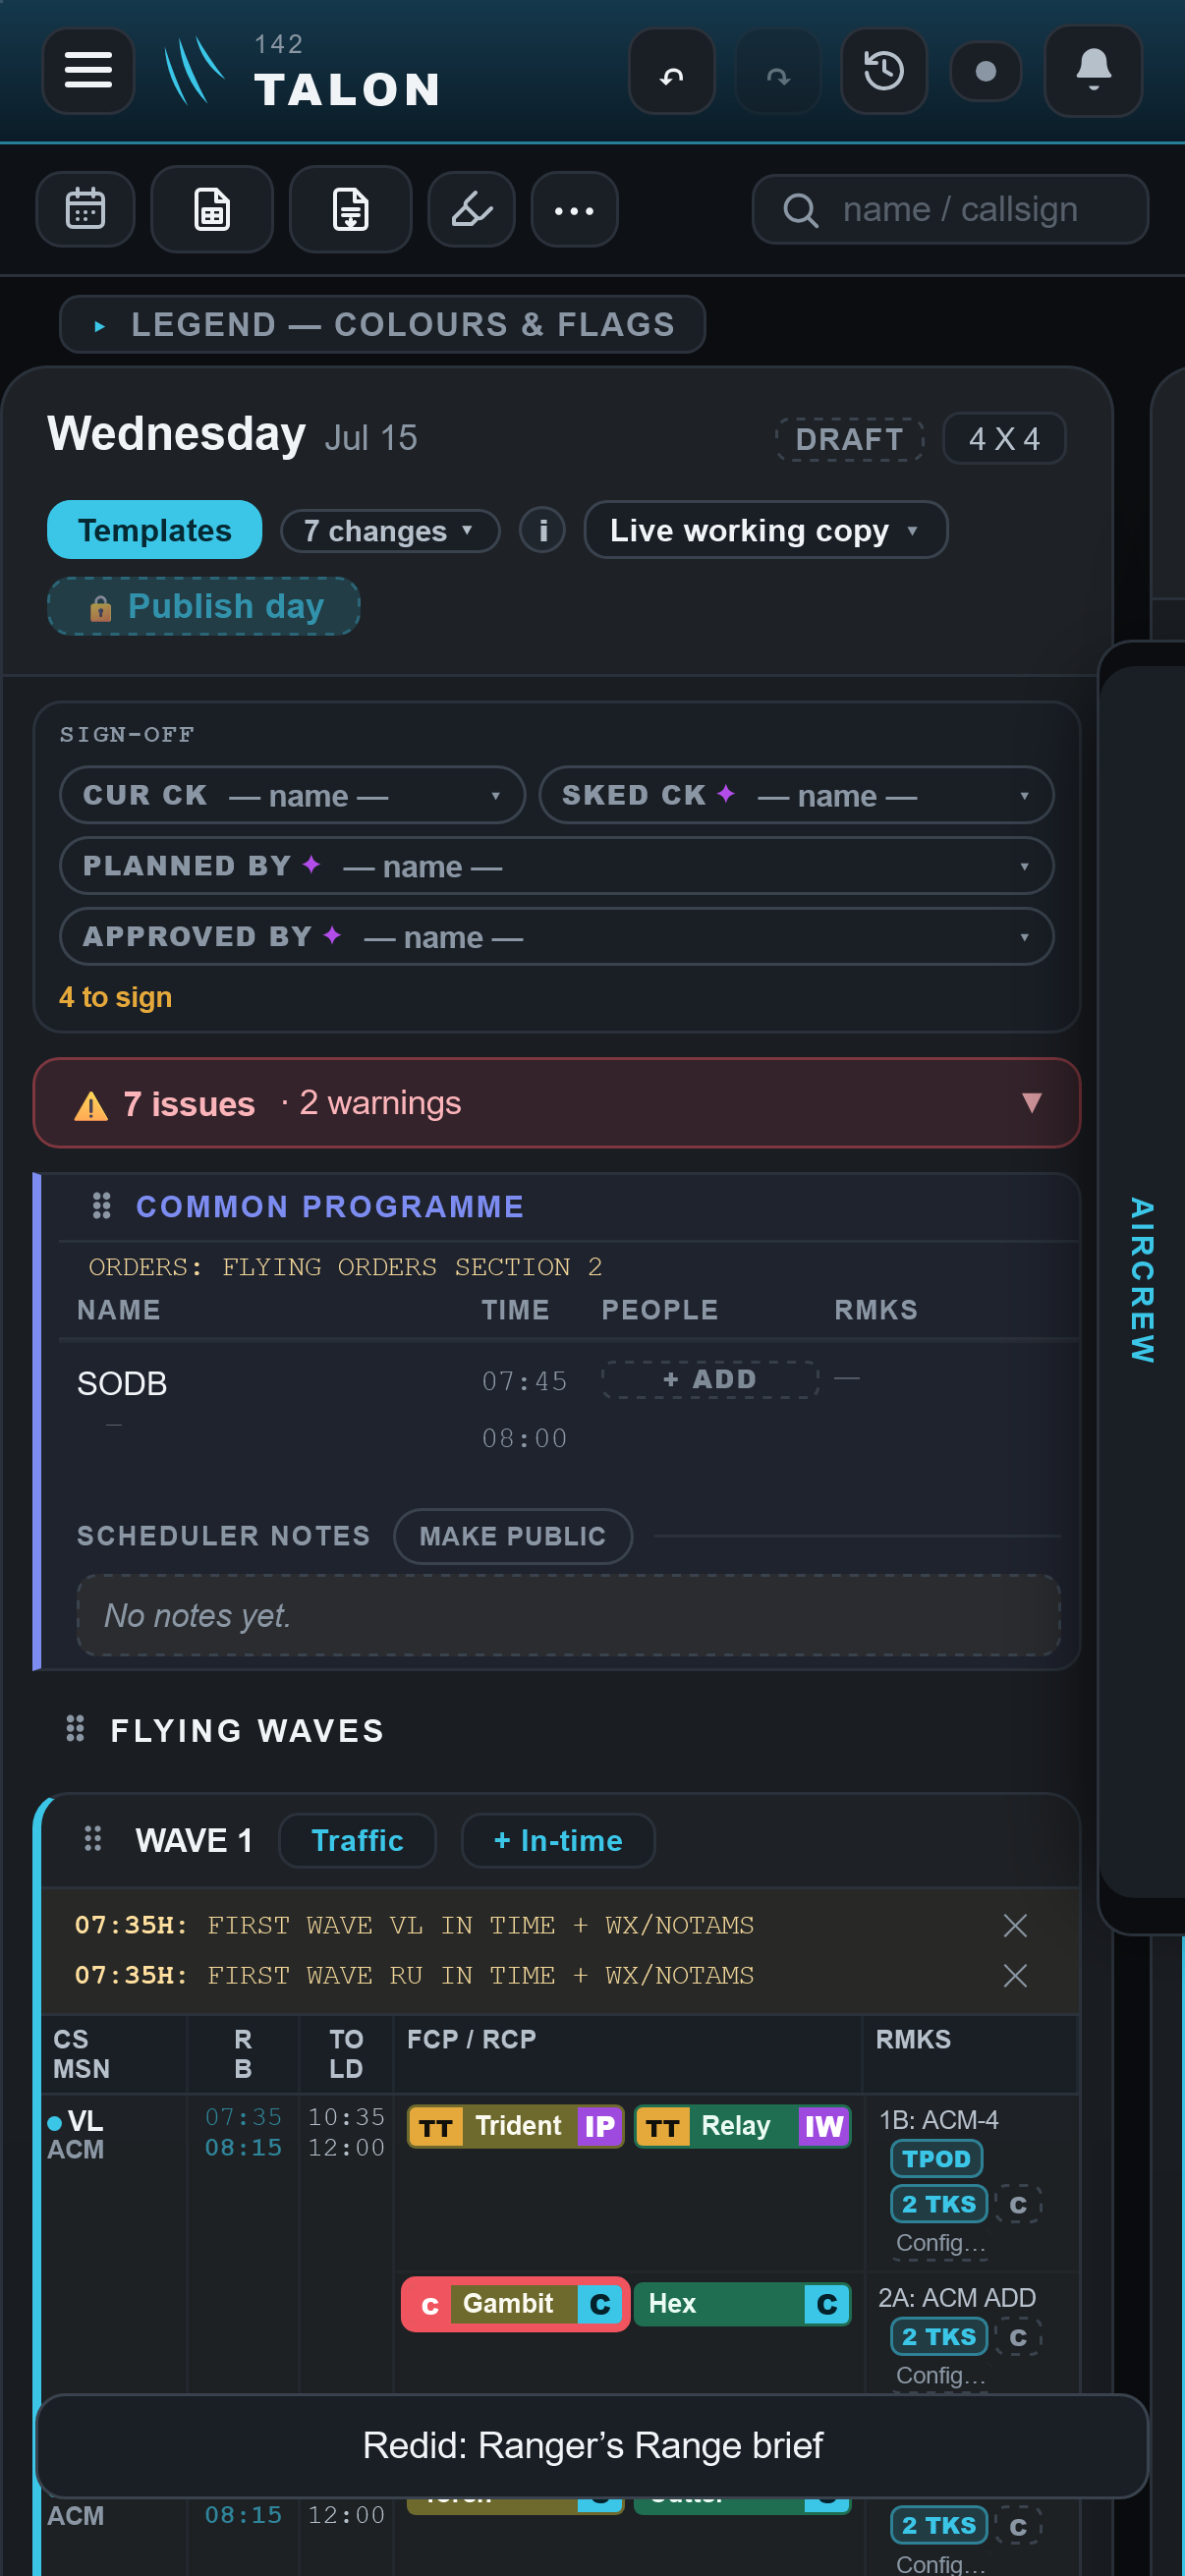 142
TALON
name / callsign
LEGEND — COLOURS & FLAGS
Wednesday Jul 15 DRAFT 4 X 4
Templates 7 changes i Live working copy
Publish day
SIGN-OFF
CUR CK — name — SKED CK — name —
PLANNED BY — name —
APPROVED BY — name —
4 to sign
7 issues · 2 warnings
COMMON PROGRAMME
ORDERS: FLYING ORDERS SECTION 2
NAME TIME PEOPLE RMKS
SODB 07:45 + ADD —
— 08:00
SCHEDULER NOTES MAKE PUBLIC
No notes yet.
AIRCREW
FLYING WAVES
WAVE 1 Traffic + In-time
07:35H: FIRST WAVE VL IN TIME + WX/NOTAMS
07:35H: FIRST WAVE RU IN TIME + WX/NOTAMS
CS R TO FCP / RCP RMKS
MSN B LD
VL 07:35 10:35 TT Trident IP TT Relay IW 1B: ACM-4
ACM 08:15 12:00 TPOD
2 TKS C
Config...
C Gambit C Hex C 2A: ACM ADD
2 TKS C
Config...
Redid: Ranger’s Range brief
ACM 08:15 12:00 2 TKS C
Config...